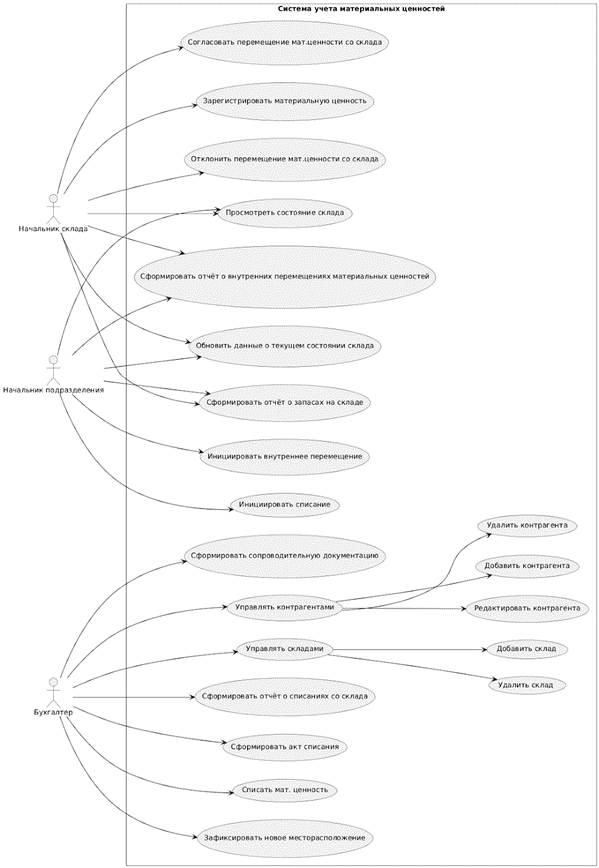 Система учета материальных ценностей
Согласовать перемещение мат.ценности со склада
Зарегистрировать материальную ценность
Отклонить перемещение мат.ценности со склада
Начальник склада
Просмотреть состояние склада
Сформировать отчёт о внутренних перемещениях материальных ценностей
Обновить данные о текущем состоянии склада
Начальник подразделения
Сформировать отчёт о запасах на складе
Инициировать внутреннее перемещение
Инициировать списание
Удалить контрагента
Сформировать сопроводительную документацию
Добавить контрагента
Управлять контрагентами
Редактировать контрагента
Управлять складами
Добавить склад
Удалить склад
Сформировать отчёт о списаниях со склада
Бухгалтер
Сформировать акт списания
Списать мат. ценность
Зафиксировать новое месторасположение